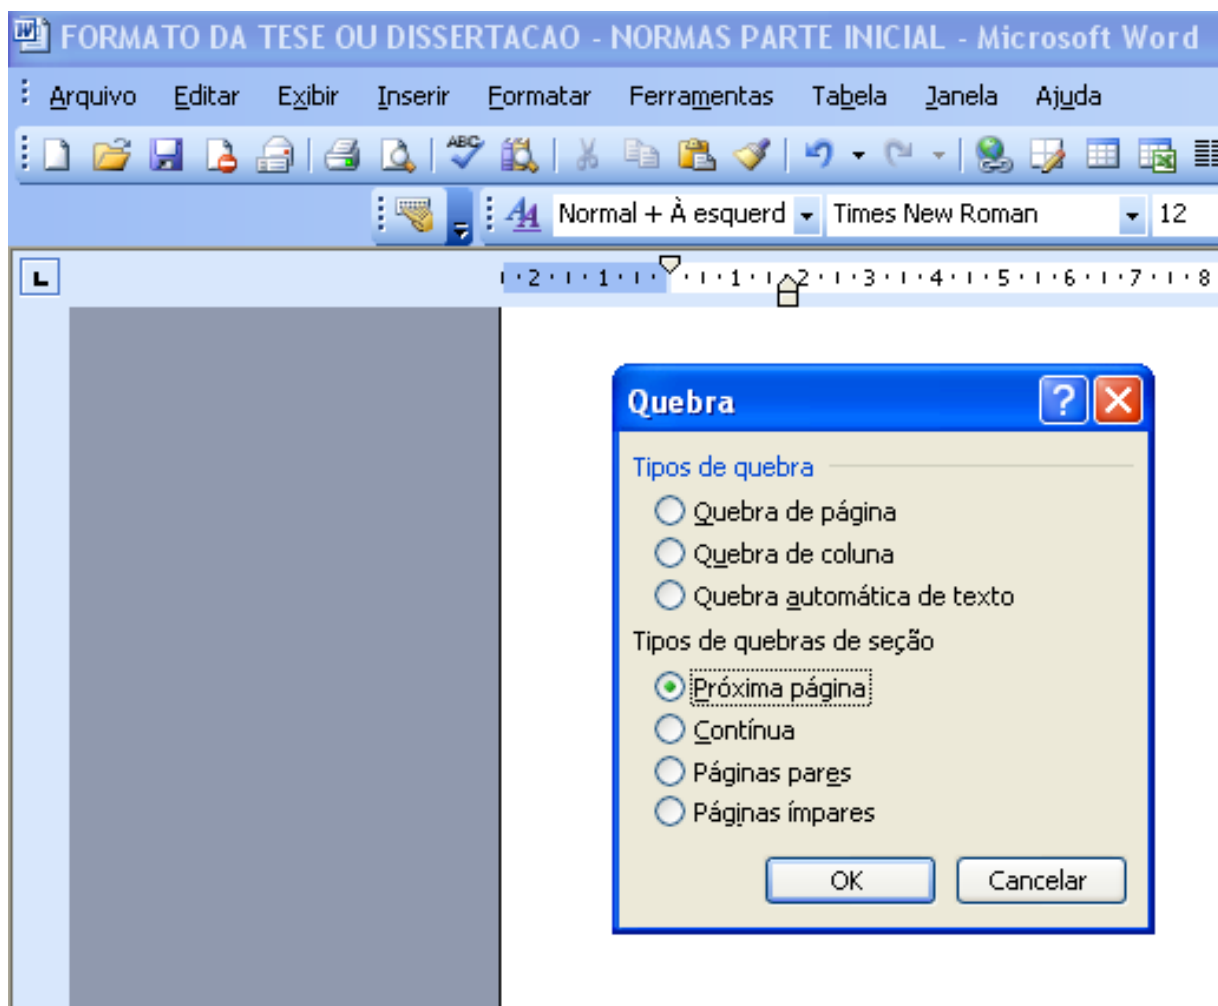 FORMATO DA TESE OU DISSERTACAO - NORMAS PARTE INICIAL - Microsoft Word
Arquivo Editar Exibir Inserir Formatar Ferramentas Tabela Janela Ajuda
ABC
Normal + À esquerd Times New Roman 12
2 1 1 2 3 4 5 6 7 8
Quebra
Tipos de quebra
Quebra de página
Quebra de coluna
Quebra automática de texto
Tipos de quebras de seção
Próxima página
Contínua
Páginas pares
Páginas ímpares
OK Cancelar